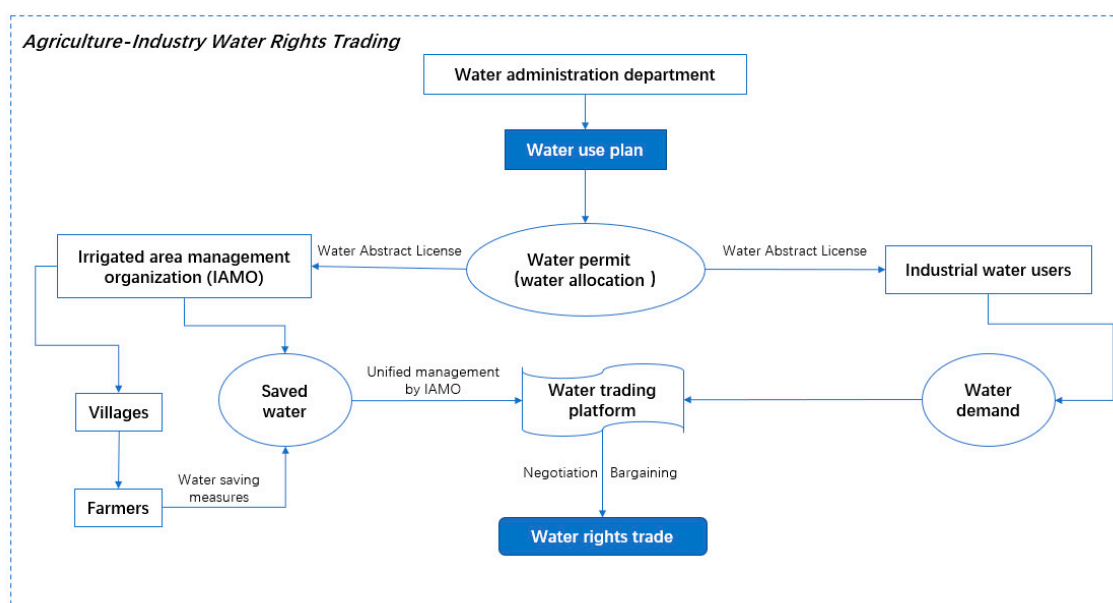 Agriculture-Industry Water Rights Trading
Water administration department
Water use plan
Water Abstract License
Water Abstract License
Irrigated area management
organization (IAMO)
Water permit
(water allocation )
Industrial water users
Unified management
by IAMO
Saved
water
Water trading
platform
Water
demand
Villages
Negotiation
Bargaining
Water saving
measures
Farmers
Water rights trade